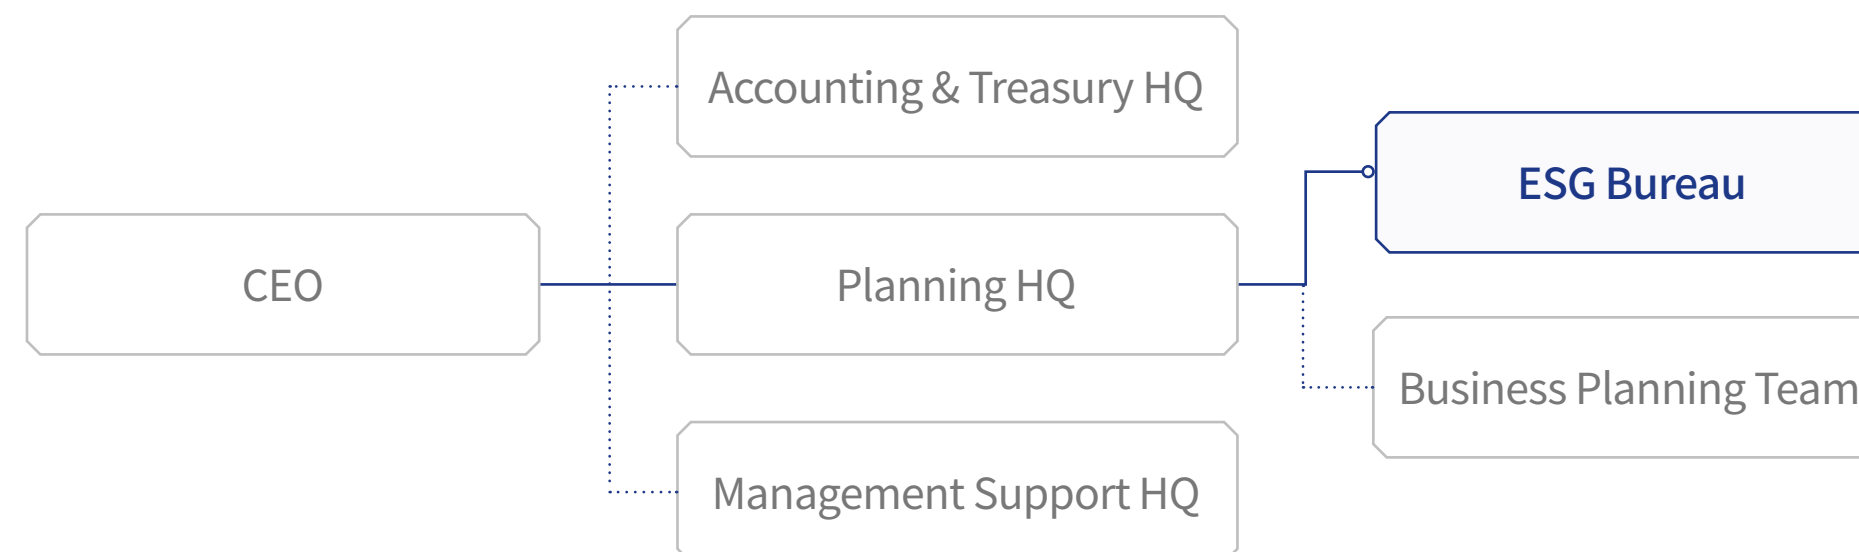 Accounting & Treasury HQ
ESG Bureau
CEO
Planning HQ
Business Planning Team
Management Support HQ